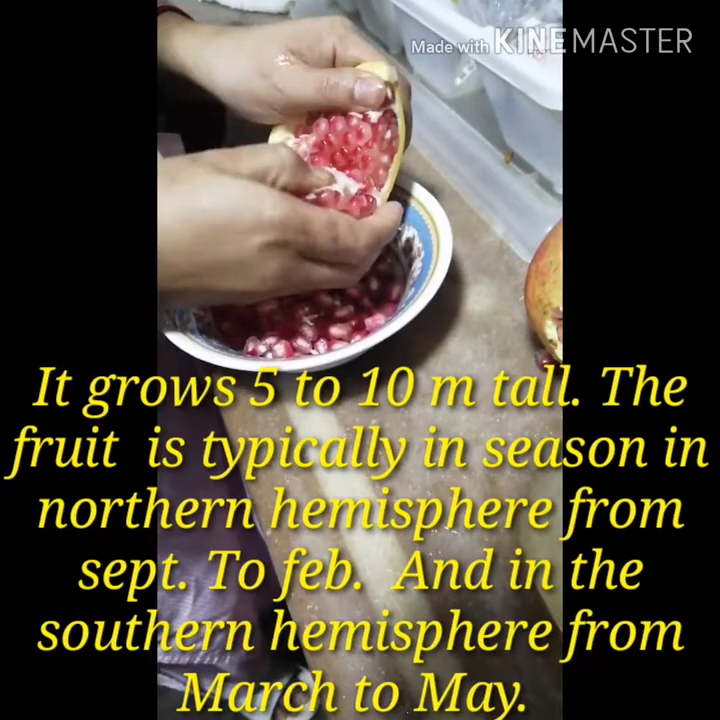 Made with KINEMASTER
It grows 5 to 10 m tall. The
fruit is typically in season in
northern hemisphere from
sept. To feb. And in the
southern hemisphere from
March to May.